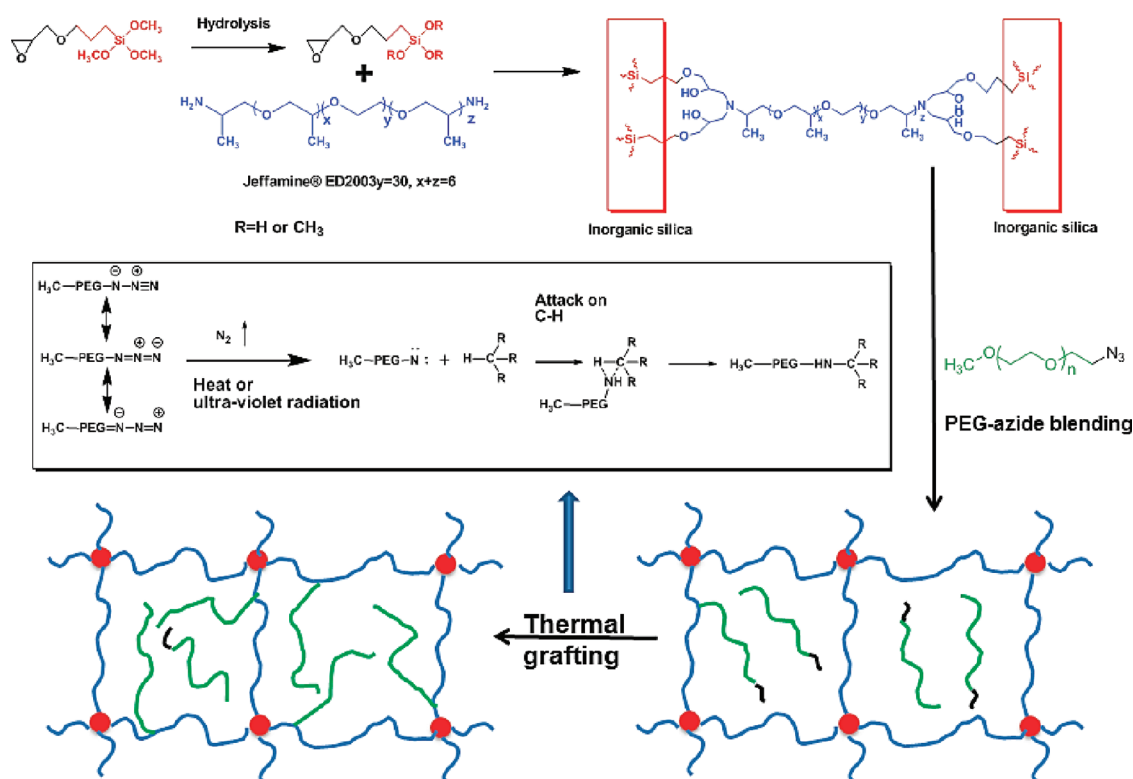 Hydrolysis
O
O
Si
OCH3
OCH3
H3CO
O
O
Si
OR
OR
RO
+
H2N
CH3
O
x
CH3
O
O
y
O
z
CH3
NH2
Jeffamine® ED2003y=30, x+z=6
R=H or CH3
Si
O
HO
N
HO
O
Si
CH3
O
x
CH3
O
O
y
O
z
CH3
N
O
H
O
H
O
O
Si
Si
Inorganic silica
Inorganic silica
H3C—PEG—N—N≡N
⊖ ⊕
H3C—PEG—N=N=N
⊕ ⊖
H3C—PEG=N—N=N
⊖ ⊕
N2
Heat or
ultra-violet radiation
H3C—PEG—N:
+
H—C—R
R
R
Attack on
C-H
H
C—R
R
R
NH
H3C—PEG
H3C—PEG—HN—C—R
R
R
H3C
O
O
n
N3
PEG-azide blending
Thermal
grafting